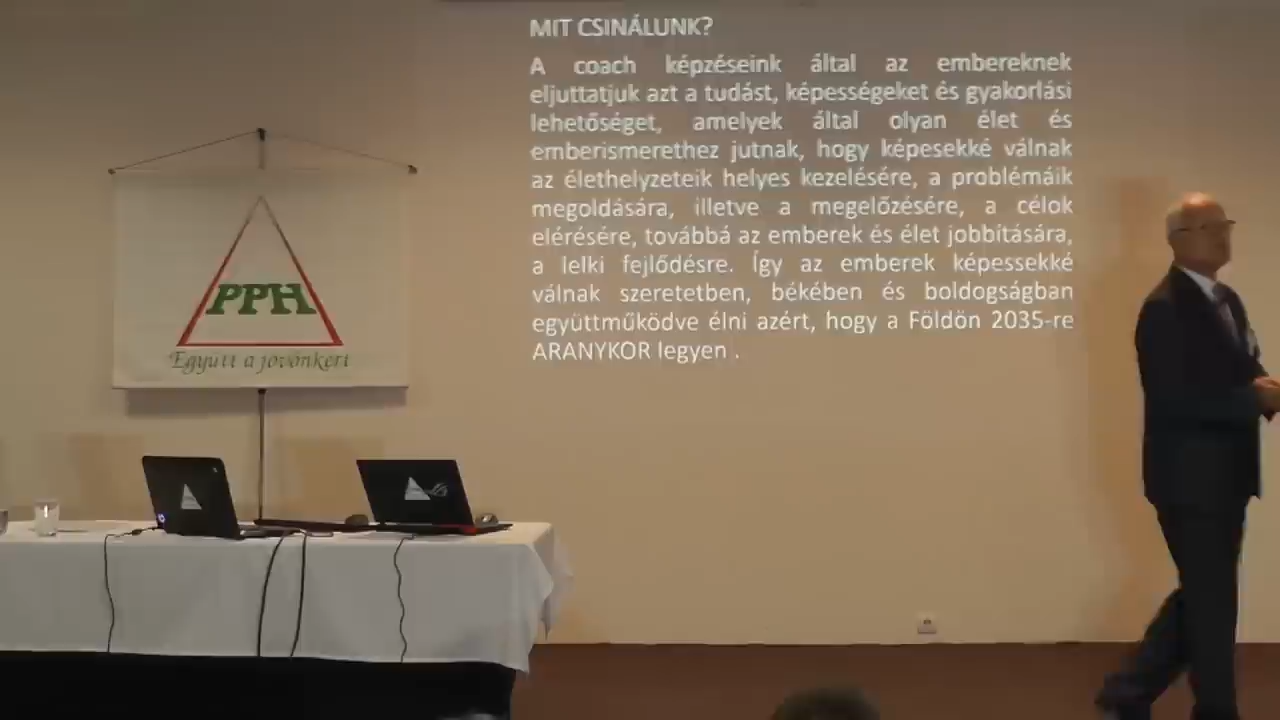 MIT CSINÁLUNK?
A coach képzéseink által az embereknek
eljuttatjuk azt a tudást, képességeket és gyakorlási
lehetőséget, amelyek által olyan élet és
emberismerethez jutnak, hogy képesekké válnak
az élethelyzeteik helyes kezelésére, a problémáik
megoldására, illetve a megelőzésére, a célok
elérésére, továbbá az emberek és élet jobbítására,
a lelki fejlődésre. Így az emberek képessekké
válnak szeretetben, békében és boldogságban
együttműködve élni azért, hogy a Földön 2035-re
ARANYKOR legyen .
PPH
Együtt a jövőnkért